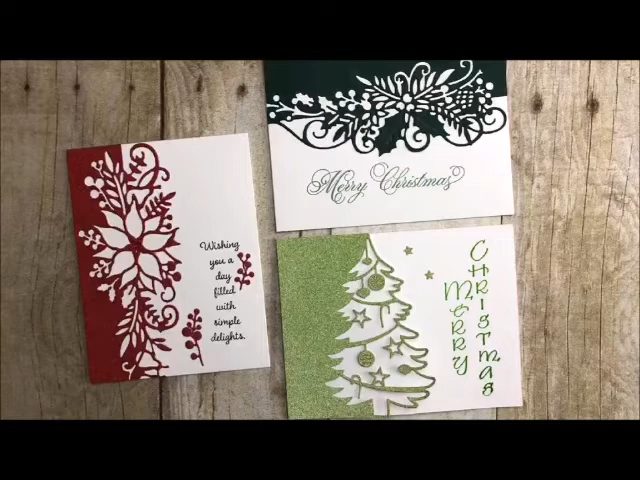 Merry Christmas
Wishing
you a
day
filled
with
simple
delights.
MERRY
CHRISTMAS